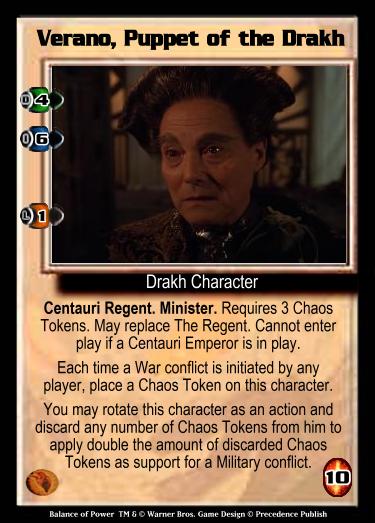 Verano, Puppet of the Drakh
D 4
I 6
L 1
Drakh Character
Centauri Regent. Minister. Requires 3 Chaos
Tokens. May replace The Regent. Cannot enter
play if a Centauri Emperor is in play.
Each time a War conflict is initiated by any
player, place a Chaos Token on this character.
You may rotate this character as an action and
discard any number of Chaos Tokens from him to
apply double the amount of discarded Chaos
Tokens as support for a Military conflict.
10
Balance of Power TM & © Warner Bros. Game Design © Precedence Publish